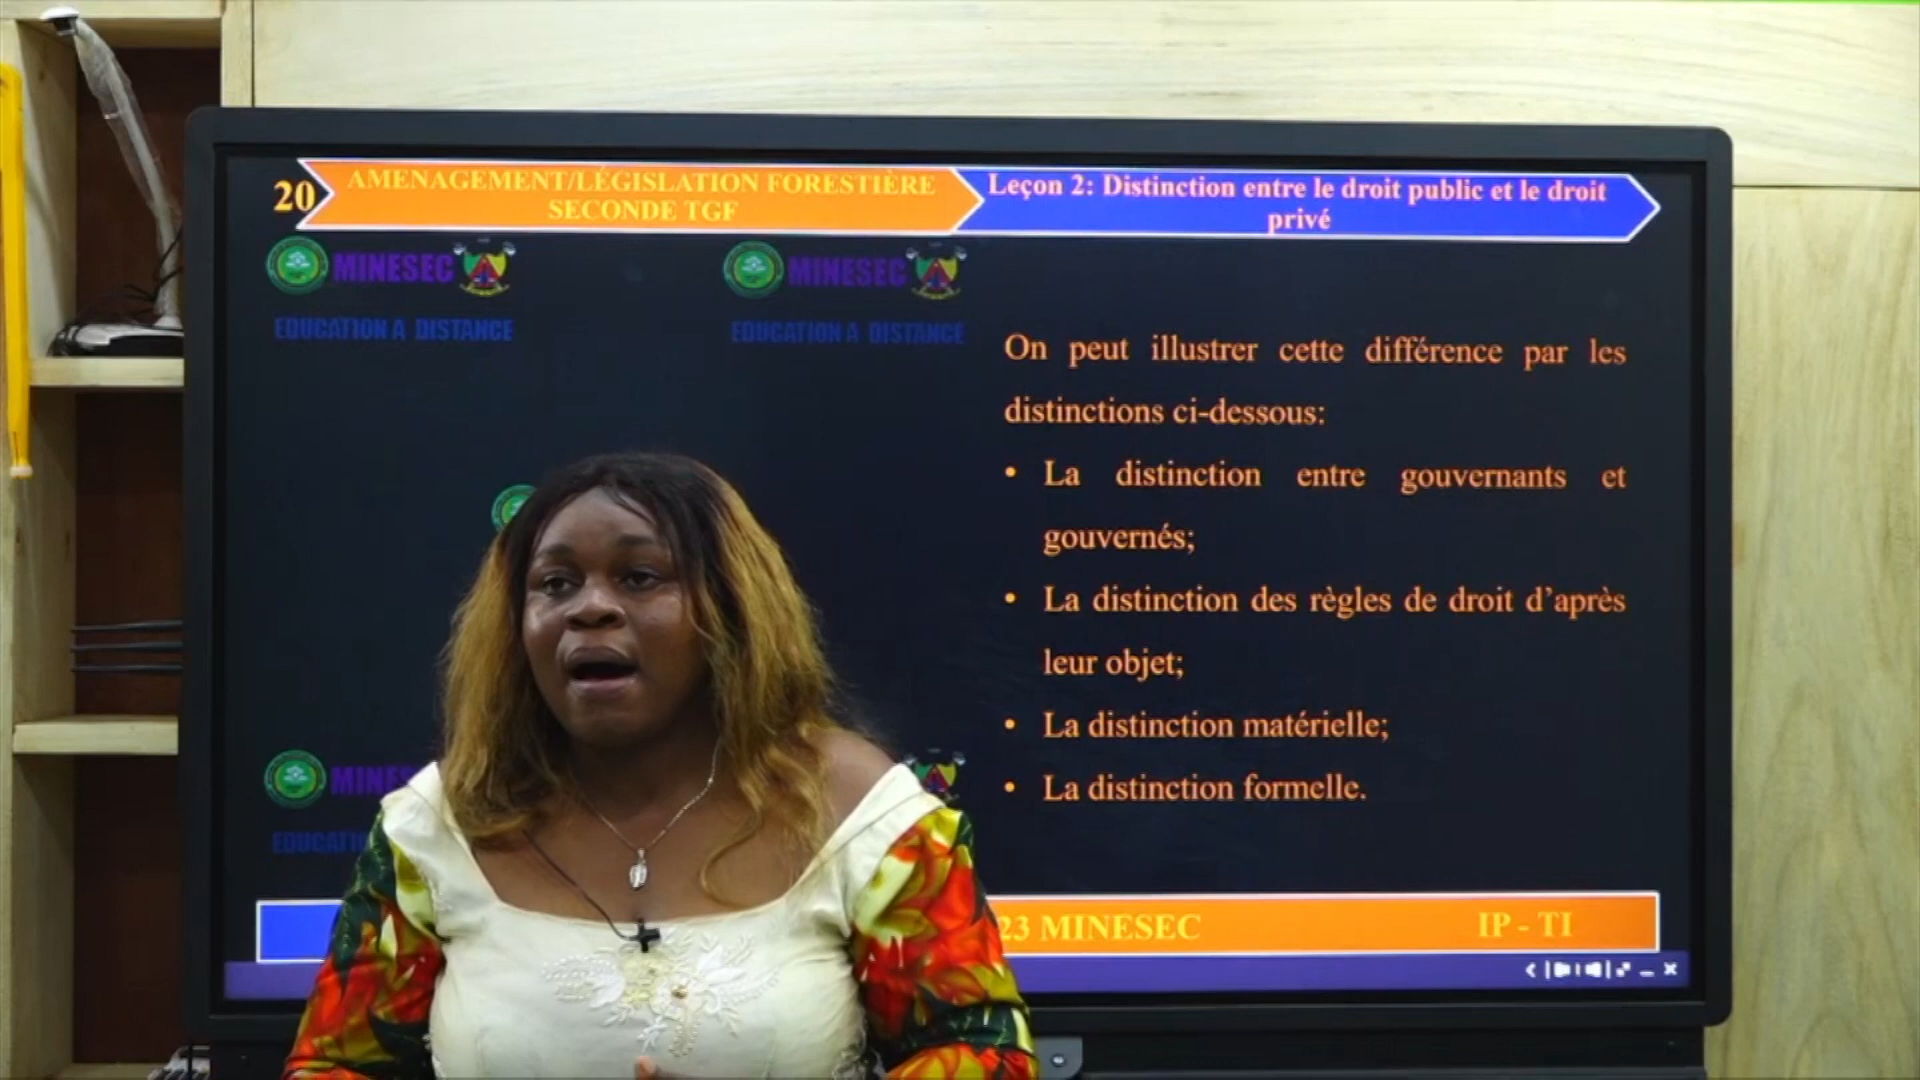 20
AMENAGEMENT/LÉGISLATION FORESTIÈRE
SECONDE TGF
Leçon 2: Distinction entre le droit public et le droit
privé
MINESEC
EDUCATION A DISTANCE
MINESEC
EDUCATION A DISTANCE
On peut illustrer cette différence par les
distinctions ci-dessous:
• La distinction entre gouvernants et
gouvernés;
• La distinction des règles de droit d’après
leur objet;
• La distinction matérielle;
• La distinction formelle.
23 MINESEC
IP - TI